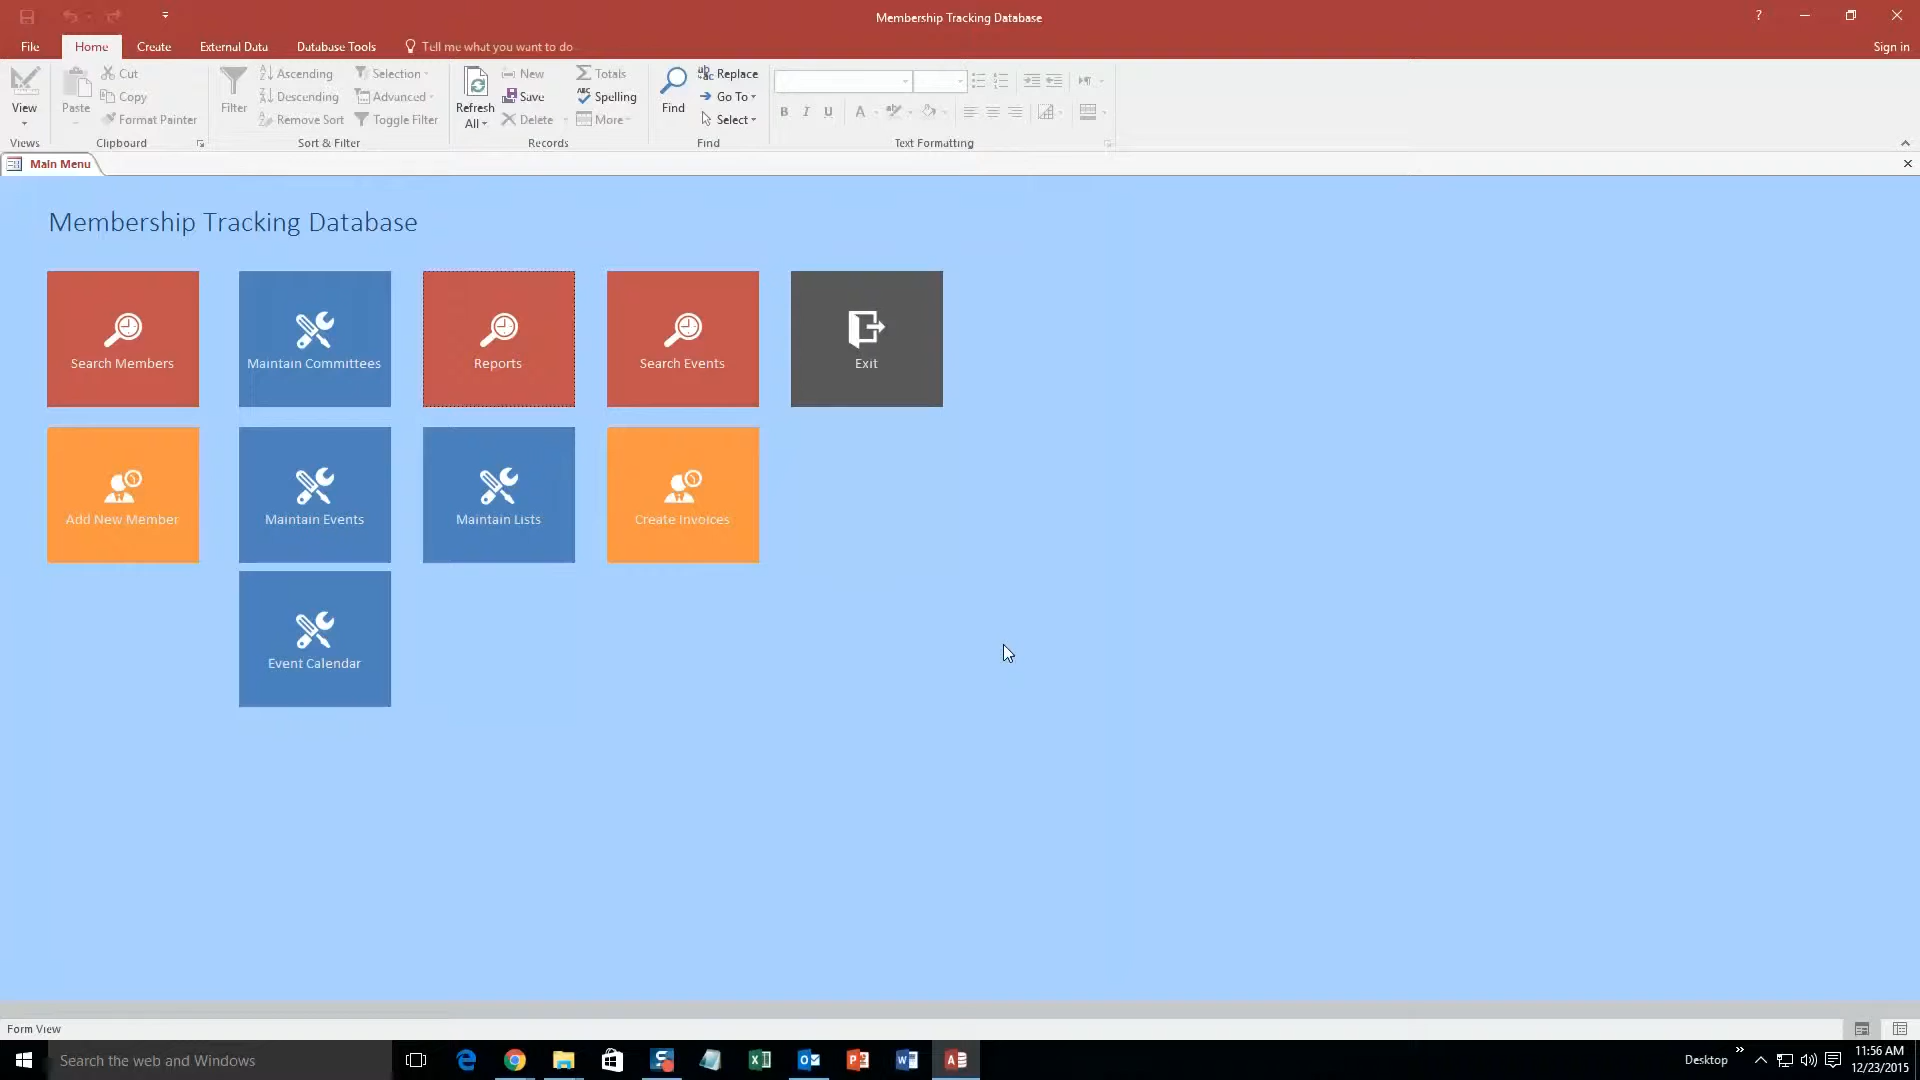 Membership Tracking Database
?
File Home Create External Data Database Tools Tell me what you want to do Sign in
View
Views
Paste
Cut
Copy
Format Painter
Clipboard
Filter
Ascending
Descending
Remove Sort
Selection
Advanced
Toggle Filter
Sort & Filter
Refresh
All
New
Save
Delete
Totals
Spelling
More
Records
Find
Replace
Go To
Select
Find
B I U A
Text Formatting
Main Menu
Membership Tracking Database
Search Members
Maintain Committees
Reports
Search Events
Exit
Add New Member
Maintain Events
Maintain Lists
Create Invoices
Event Calendar
Form View
Search the web and Windows
Desktop
11:56 AM
12/23/2015